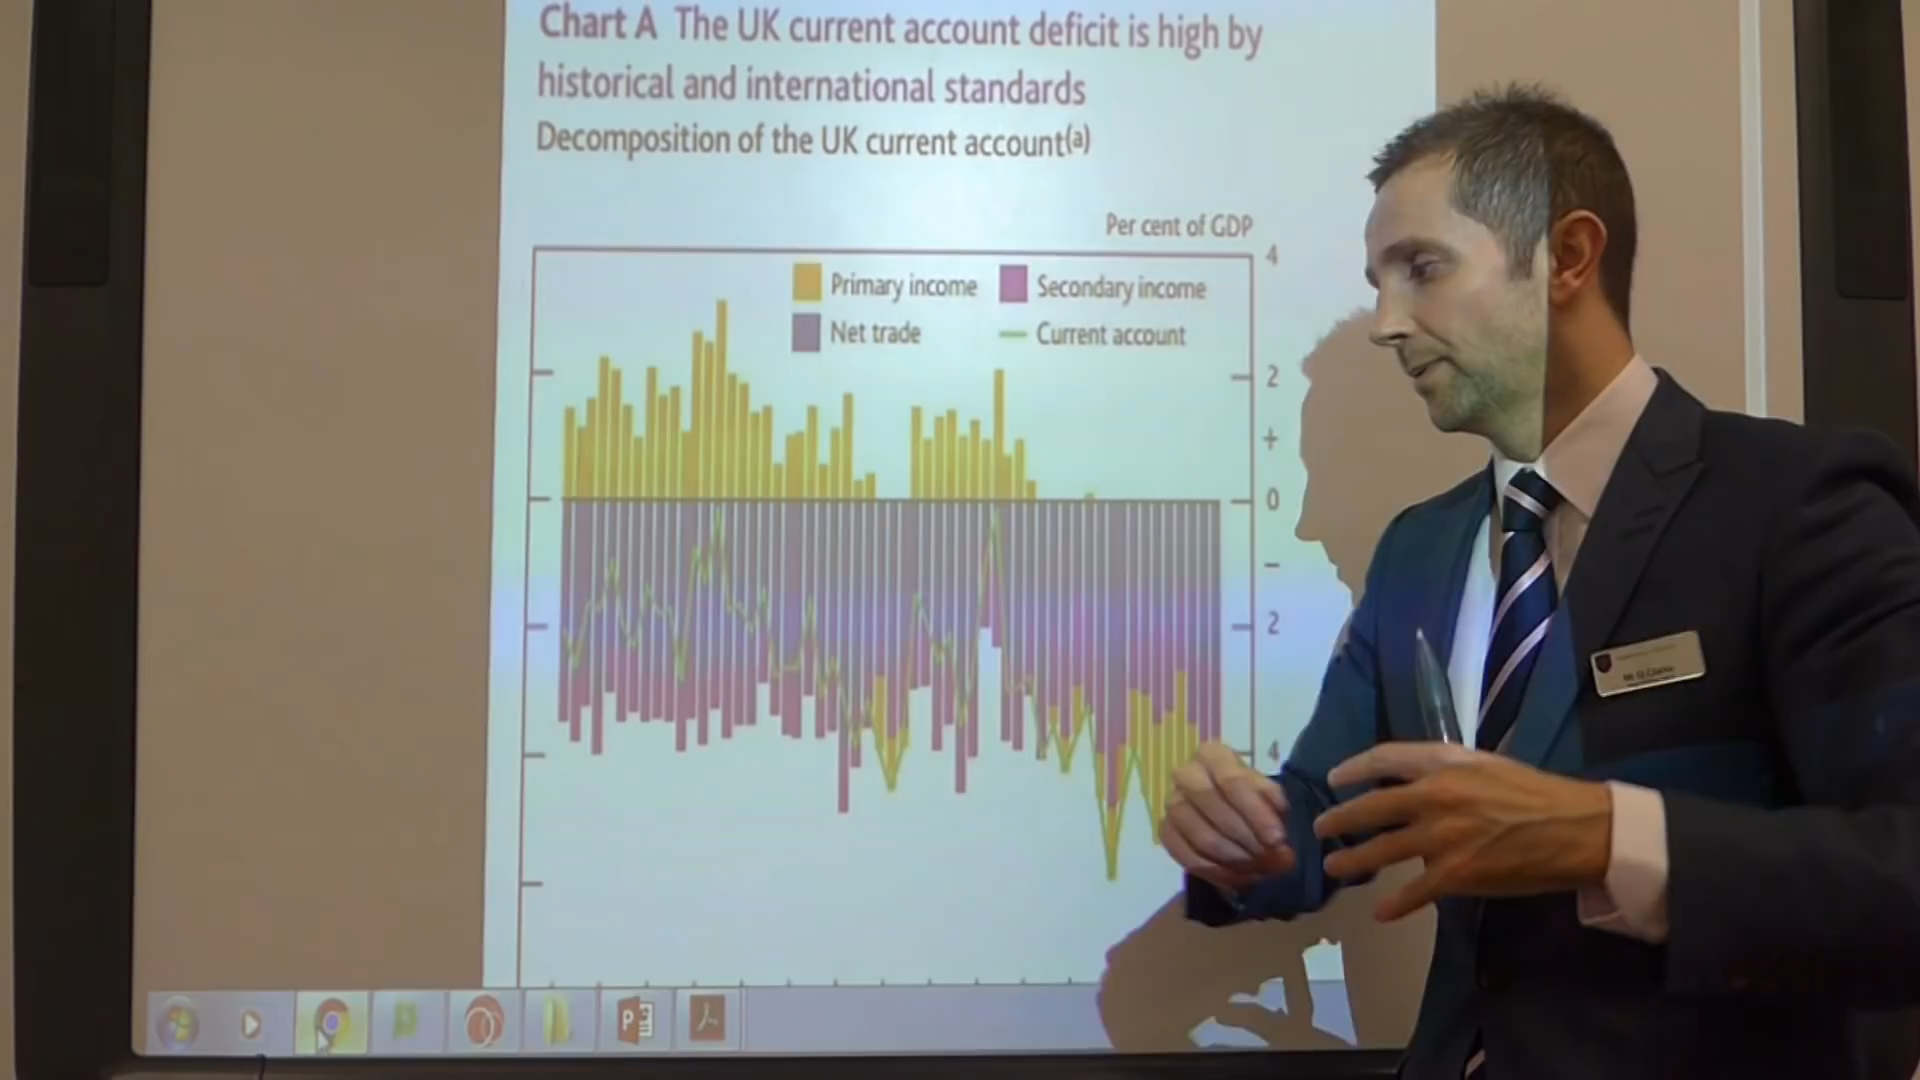 Chart A The UK current account deficit is high by
historical and international standards
Decomposition of the UK current account(a)
Per cent of GDP
4
Primary income
Secondary income
Net trade
Current account
2
+
0
–
2
4
P